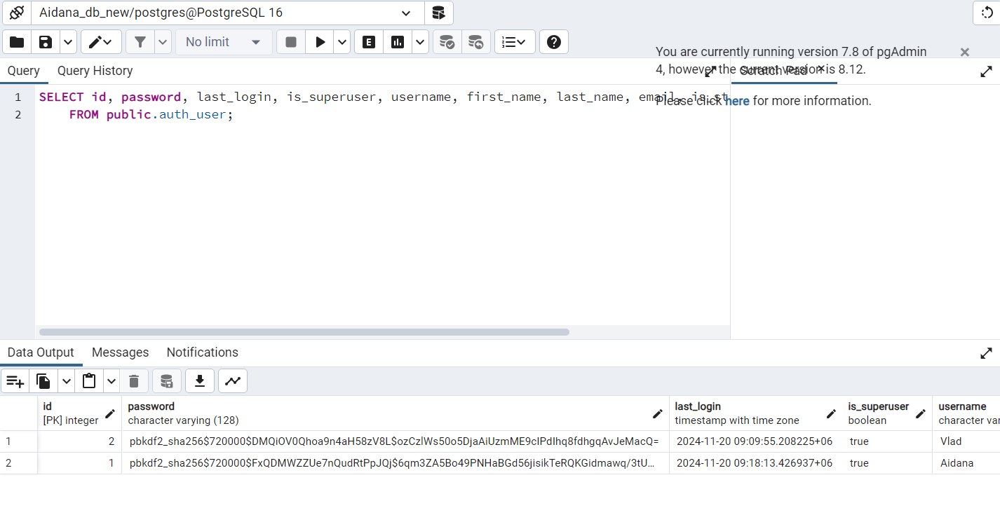 Aidana_db_new/postgres@PostgreSQL 16
No limit
E
You are currently running version 7.8 of pgAdmin
4, however the current version is 8.12.
Please click here for more information.
Query
Query History
Scratch Pad
1 SELECT id, password, last_login, is_superuser, username, first_name, last_name, email, is_st
2 FROM public.auth_user;
Data Output
Messages
Notifications
id
[PK] integer
password
character varying (128)
last_login
timestamp with time zone
is_superuser
boolean
username
character var
1 2 pbkdf2_sha256$720000$DMQiOV0Qhoa9n4aH58zV8L$ozCzlWs50o5DjaAiUzmME9cIPdIhq8fdhgqAvJeMacQ= 2024-11-20 09:09:55.208225+06 true Vlad
2 1 pbkdf2_sha256$720000$FxQDMWZZUe7nQudRtPpJQj$6qm3ZA5Bo49PNHaBGd56jisikTeRQKGidmawq/3tU... 2024-11-20 09:18:13.426937+06 true Aidana